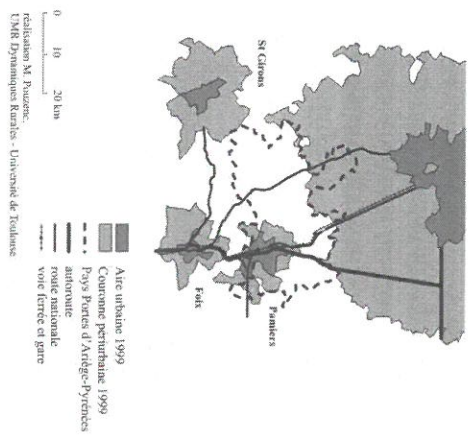 St Girons
Pamiers
Foix
Aire urbaine 1999
Couronne périurbaine 1999
Pays Portes d'Ariège-Pyrénées
autoroute
route nationale
voie ferrée et gare
0 10 20 km
réalisation M. Pouzenc,
UMR Dynamiques Rurales - Université de Toulouse